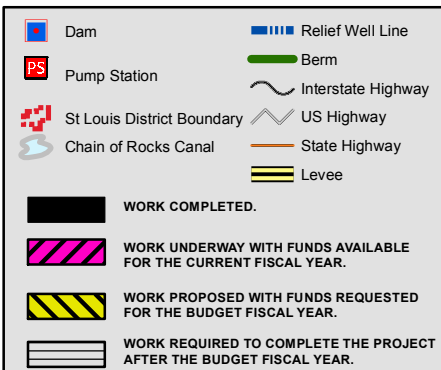 Dam
PS
Pump Station
St Louis District Boundary
Chain of Rocks Canal
Relief Well Line
Berm
Interstate Highway
US Highway
State Highway
Levee
WORK COMPLETED.
WORK UNDERWAY WITH FUNDS AVAILABLE
FOR THE CURRENT FISCAL YEAR.
WORK PROPOSED WITH FUNDS REQUESTED
FOR THE BUDGET FISCAL YEAR.
WORK REQUIRED TO COMPLETE THE PROJECT
AFTER THE BUDGET FISCAL YEAR.